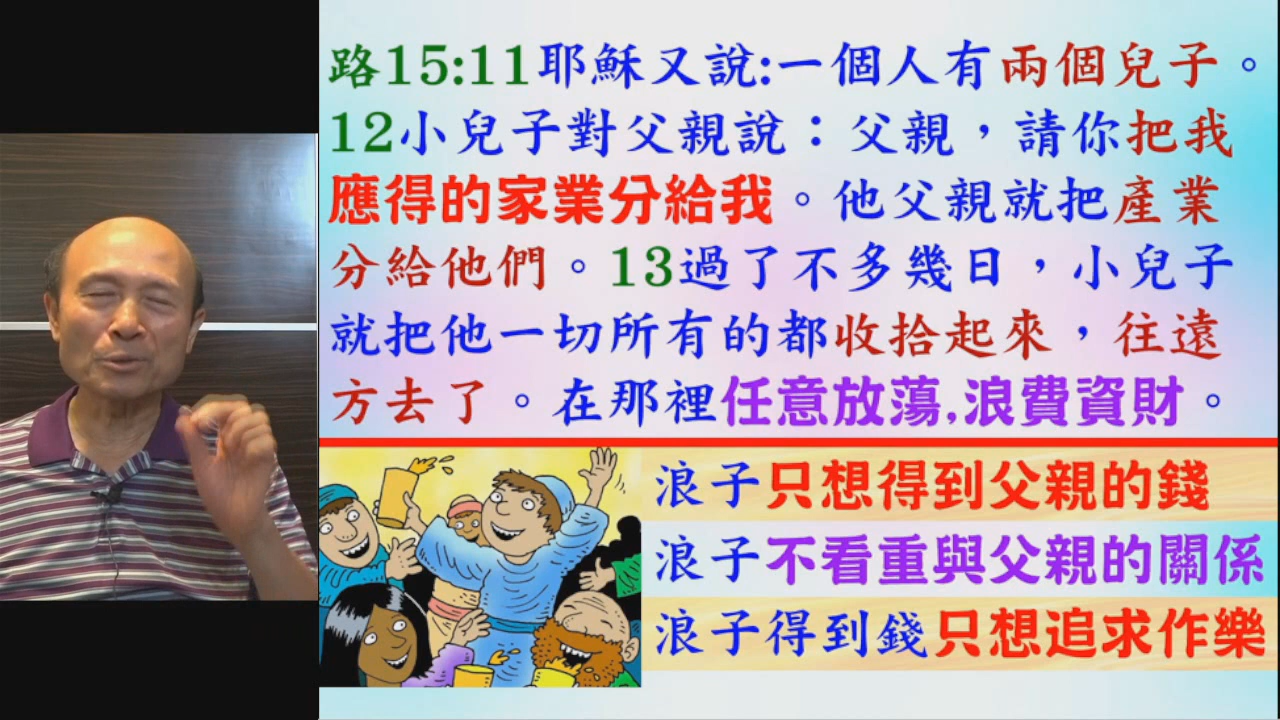 路15:11耶穌又說:一個人有兩個兒子。
12小兒子對父親說：父親，請你把我
應得的家業分給我。他父親就把產業
分給他們。13過了不多幾日，小兒子
就把他一切所有的都收拾起來，往遠
方去了。在那裡任意放蕩,浪費資財。
浪子只想得到父親的錢
浪子不看重與父親的關係
浪子得到錢只想追求作樂